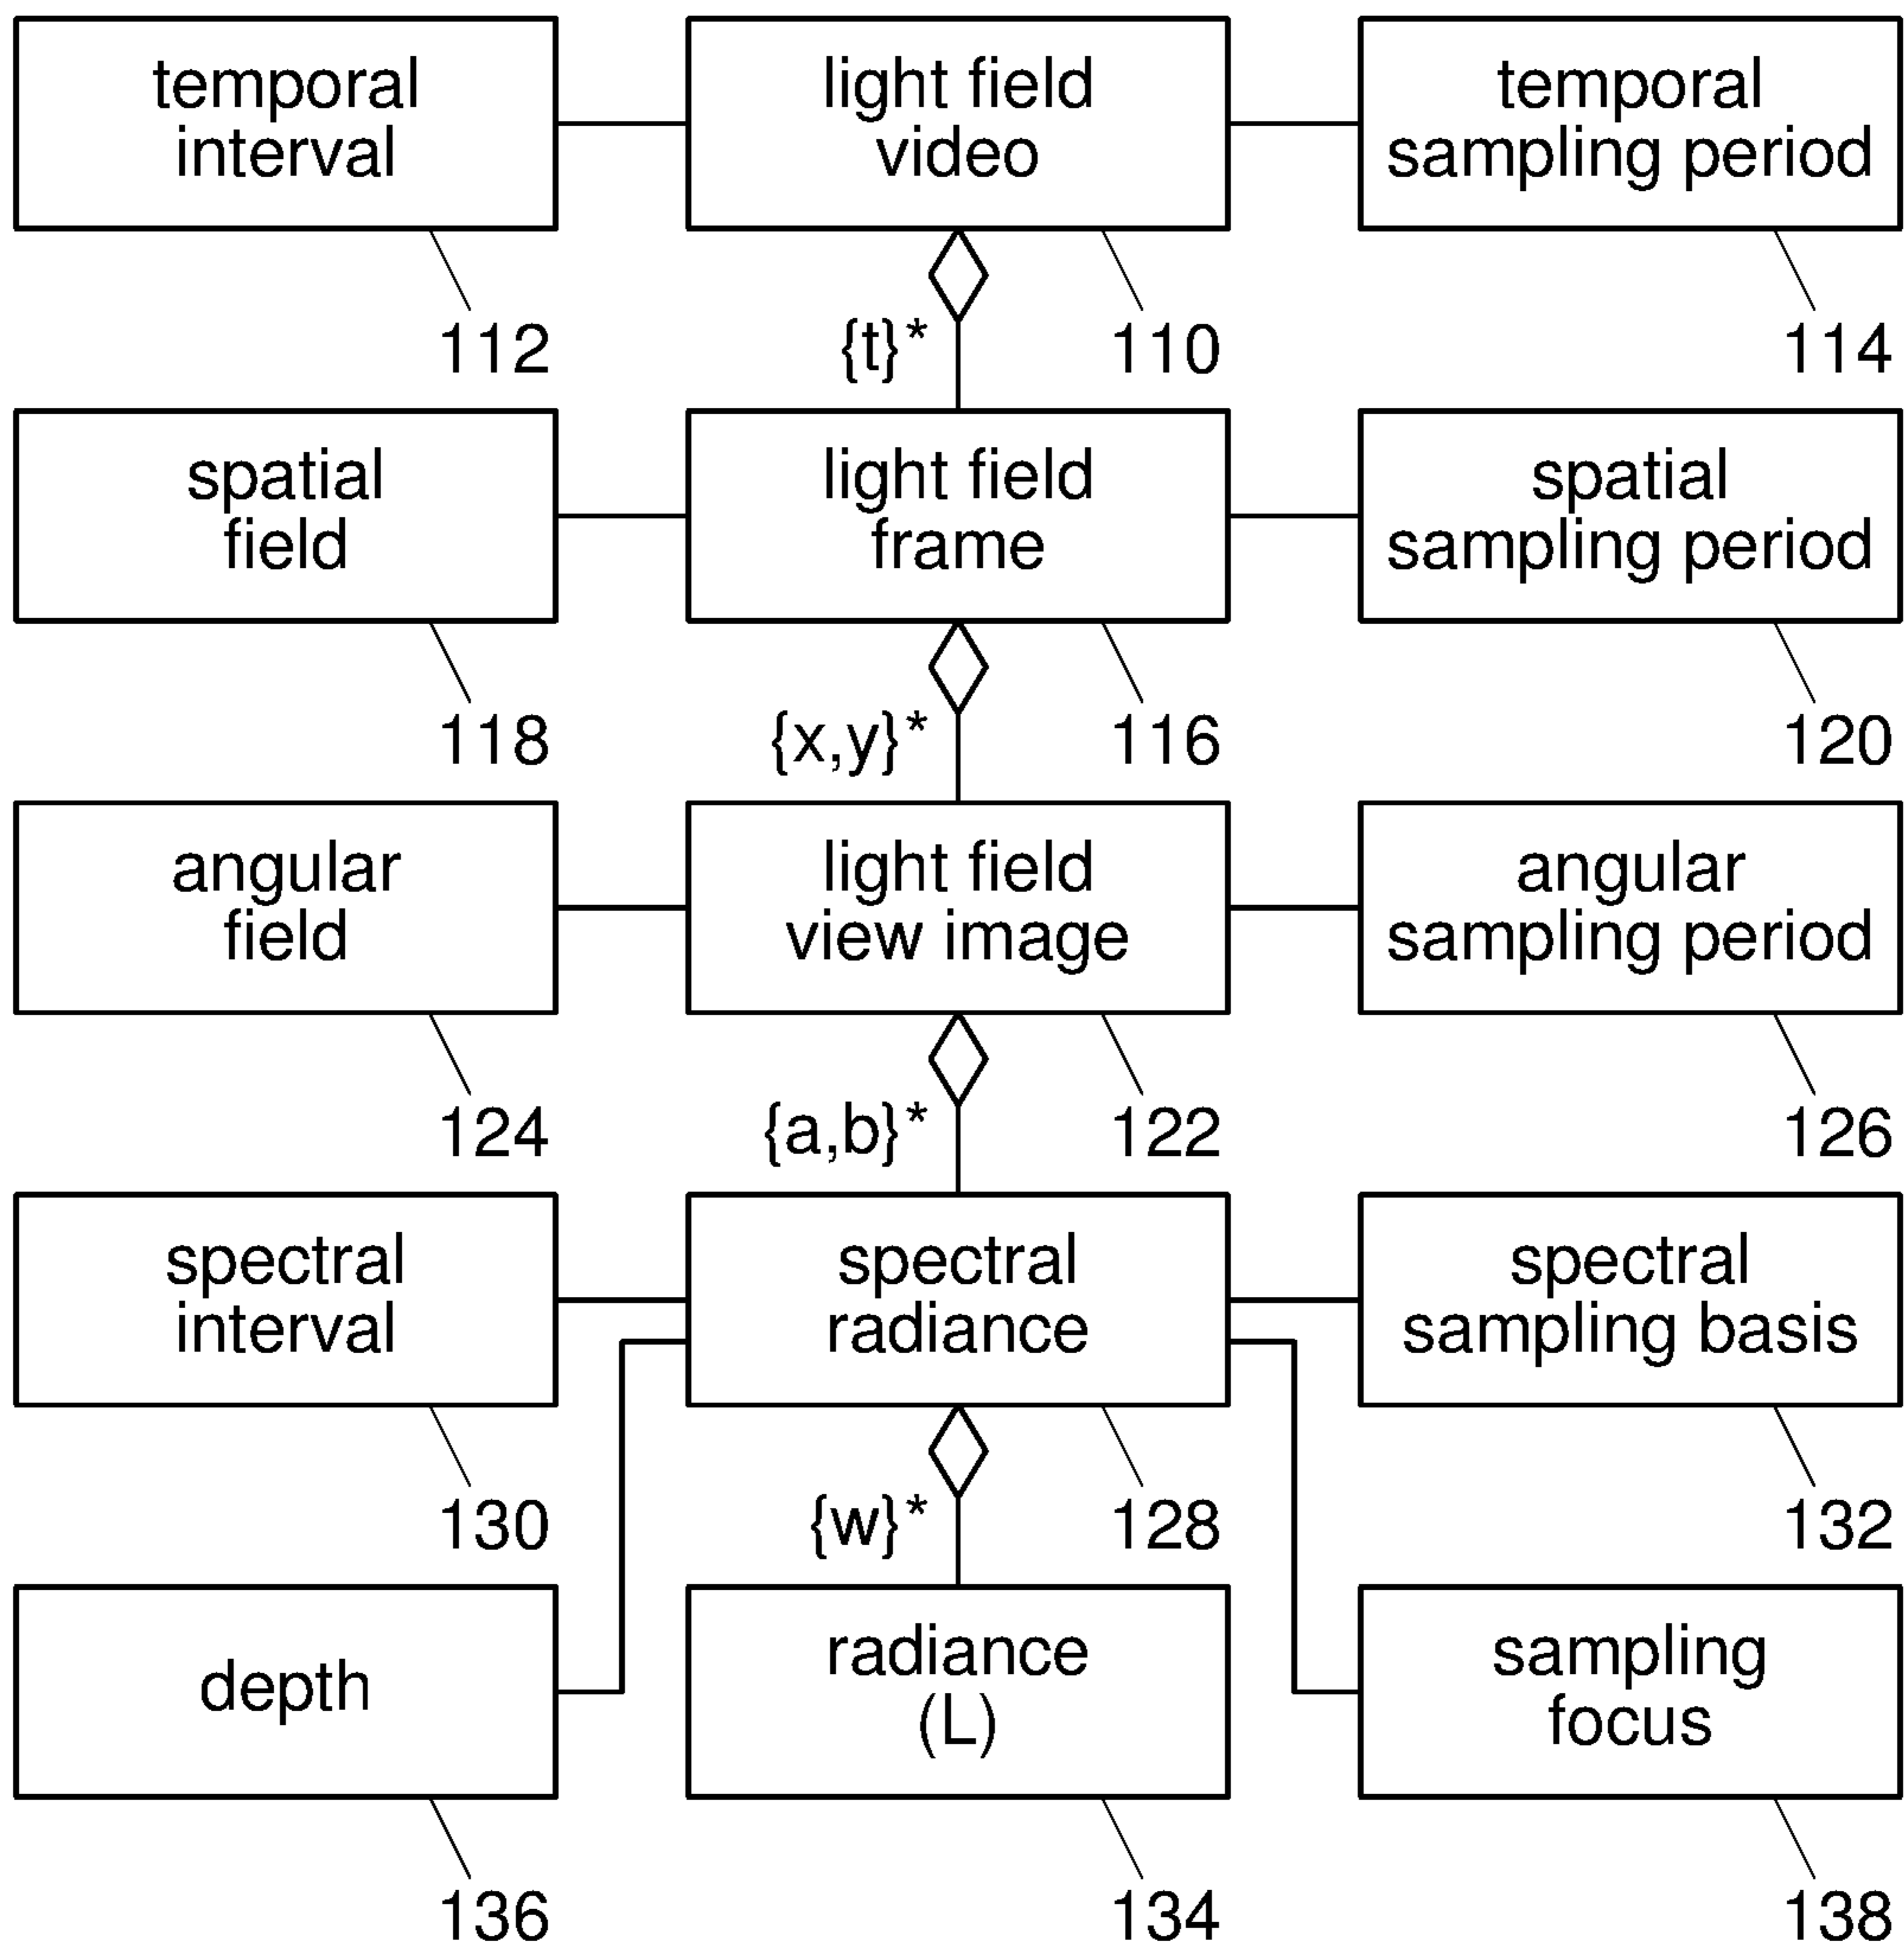 temporal
interval
light field
video
temporal
sampling period
112
{t}*
110
114
spatial
field
light field
frame
spatial
sampling period
118
{x,y}*
116
120
angular
field
light field
view image
angular
sampling period
124
{a,b}*
122
126
spectral
interval
spectral
radiance
spectral
sampling basis
130
{w}*
128
132
depth
radiance
(L)
sampling
focus
136
134
138